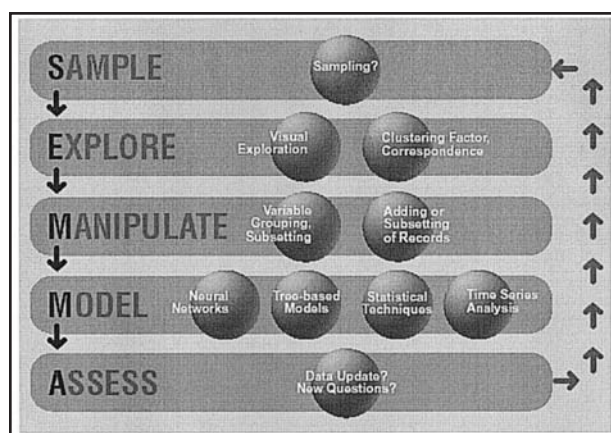 SAMPLE
Sampling?
EXPLORE
Visual
Exploration
Clustering Factor,
Correspondence
MANIPULATE
Variable
Grouping,
Subsetting
Adding or
Subsetting
of Records
MODEL
Neural
Networks
Tree-based
Models
Statistical
Techniques
Time Series
Analysis
ASSESS
Data Update?
New Questions?